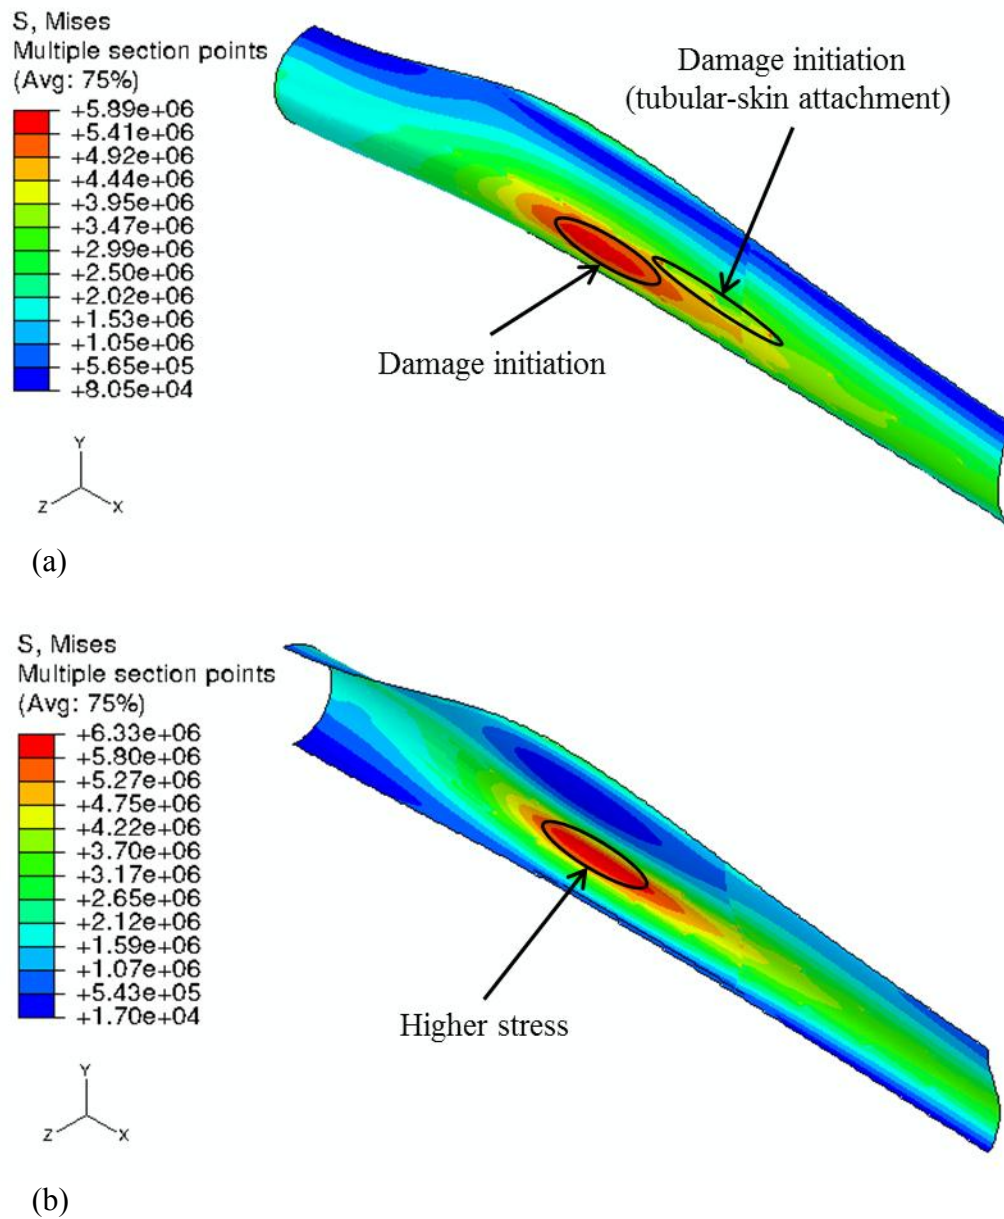 S, Mises
Multiple section points
(Avg: 75%)
+5.89e+06
+5.41e+06
+4.92e+06
+4.44e+06
+3.95e+06
+3.47e+06
+2.99e+06
+2.50e+06
+2.02e+06
+1.53e+06
+1.05e+06
+5.65e+05
+8.05e+04
Damage initiation
(tubular-skin attachment)
Damage initiation
Y
Z
X
(a)
S, Mises
Multiple section points
(Avg: 75%)
+6.33e+06
+5.80e+06
+5.27e+06
+4.75e+06
+4.22e+06
+3.70e+06
+3.17e+06
+2.65e+06
+2.12e+06
+1.59e+06
+1.07e+06
+5.43e+05
+1.70e+04
Higher stress
Y
Z
X
(b)